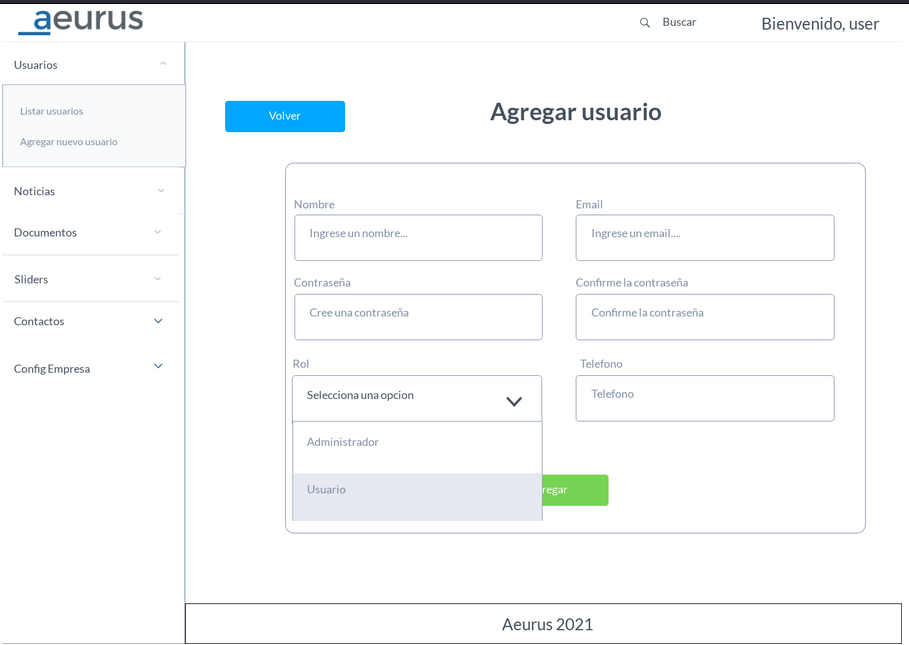 aeurus
Buscar
Bienvenido, user
Usuarios
Listar usuarios
Agregar nuevo usuario
Noticias
Documentos
Sliders
Contactos
Config Empresa
Volver
Agregar usuario
Nombre
Email
Ingrese un nombre...
Ingrese un email....
Contraseña
Confirme la contraseña
Cree una contraseña
Confirme la contraseña
Rol
Telefono
Selecciona una opcion
Telefono
Administrador
Usuario
regar
Aeurus 2021